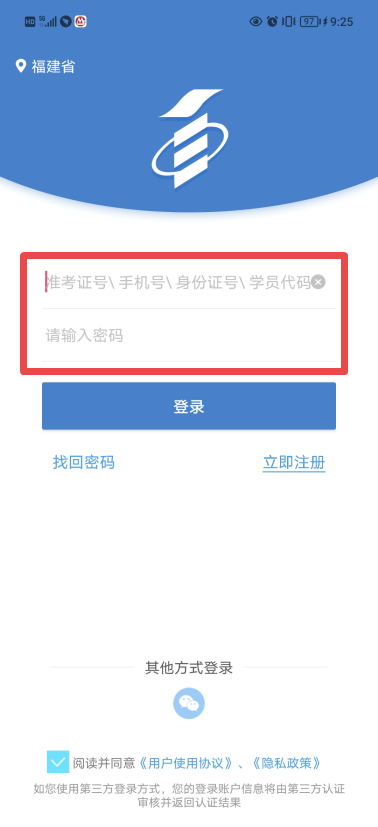 HD 5G 97 9:25
福建省
准考证号\ 手机号\ 身份证号\ 学员代码
请输入密码
登录
找回密码 立即注册
其他方式登录
阅读并同意《用户使用协议》、《隐私政策》
如您使用第三方登录方式，您的登录账户信息将由第三方认证
审核并返回认证结果